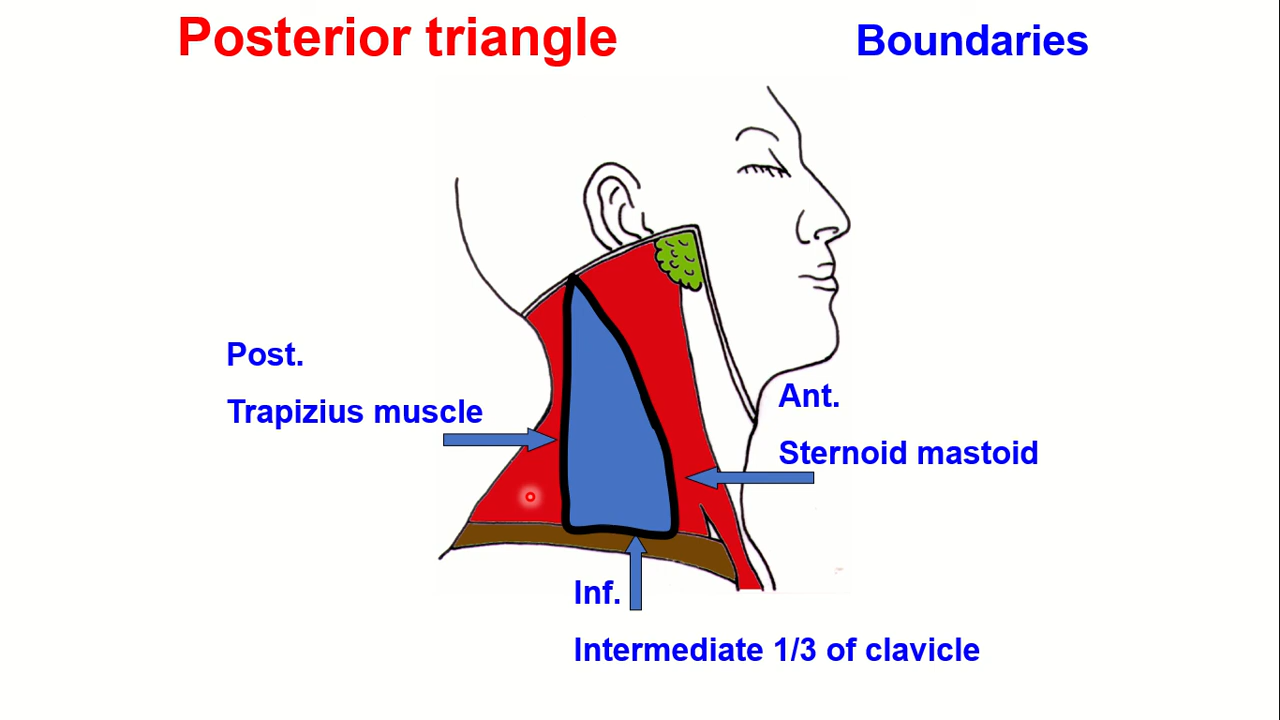 Posterior triangle
Boundaries
Post.
Trapizius muscle
Ant.
Sternoid mastoid
Inf.
Intermediate 1/3 of clavicle